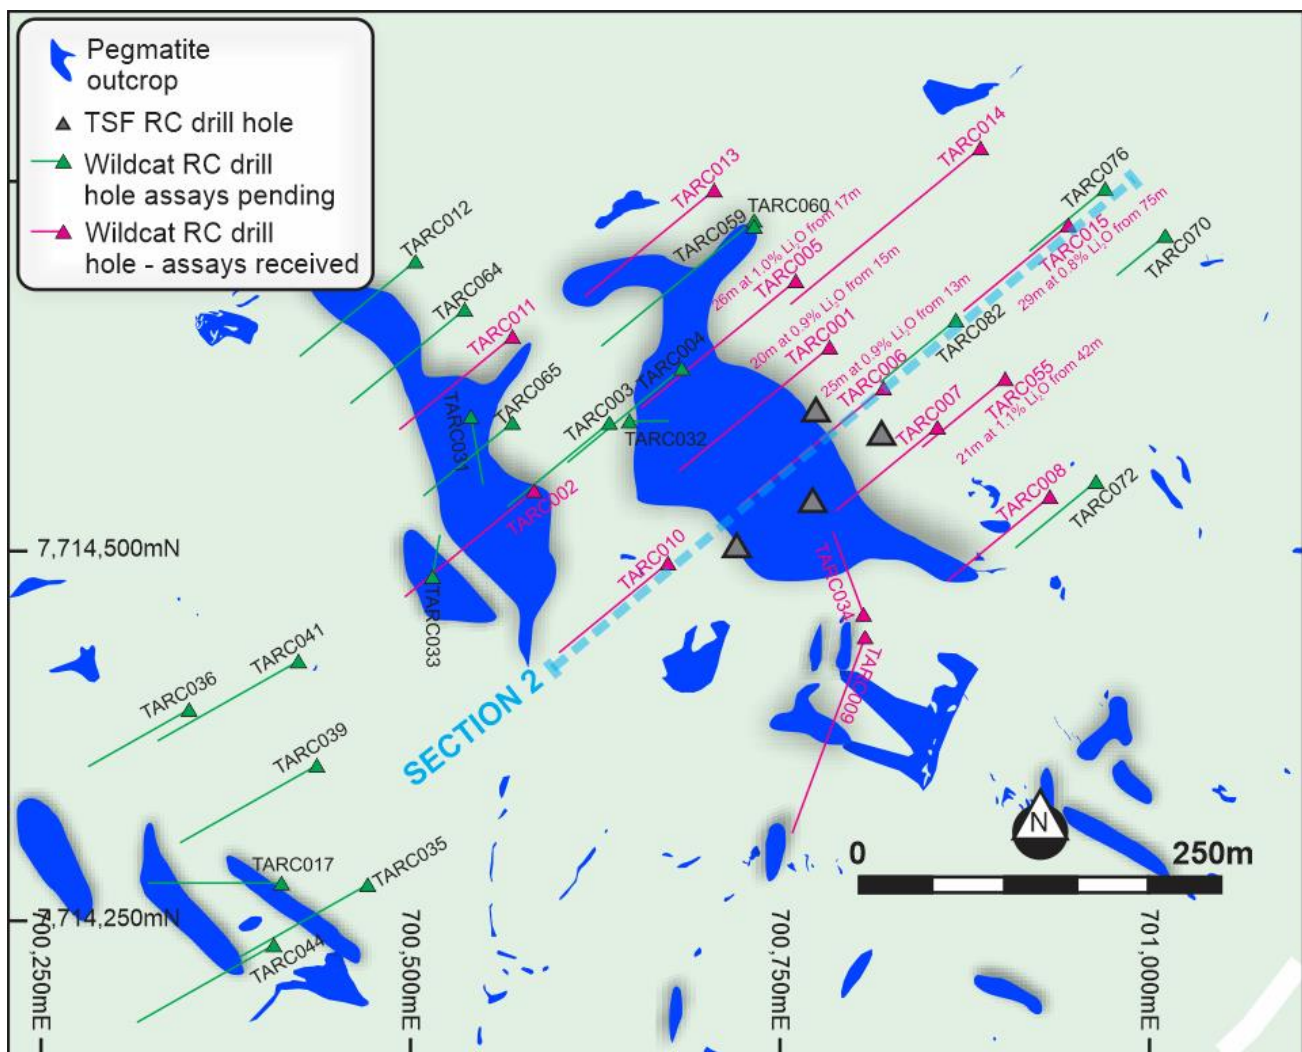 Pegmatite
outcrop
TSF RC drill hole
Wildcat RC drill
hole assays pending
Wildcat RC drill
hole - assays received
TARC014
TARC013
TARC076
TARC012
TARC060
TARC059
TARC015
TARC070
26m at 1.0% Li₂O from 17m
29m at 0.8% Li₂O from 75m
TARC005
TARC064
TARC011
20m at 0.9% Li₂O from 15m
TARC001
25m at 0.9% Li₂O from 13m
TARC082
TARC004
TARC006
TARC055
21m at 1.1% Li₂O from 42m
TARC065
TARC003
TARC032
TARC007
TARC031
TARC002
TARC008
TARC072
7,714,500mN
TARC010
TARC034
TARC033
TARC009
TARC041
TARC036
SECTION 2
TARC039
TARC017
TARC035
TARC044
N
0
250m
7,714,250mN
700,250mE
700,500mE
700,750mE
701,000mE